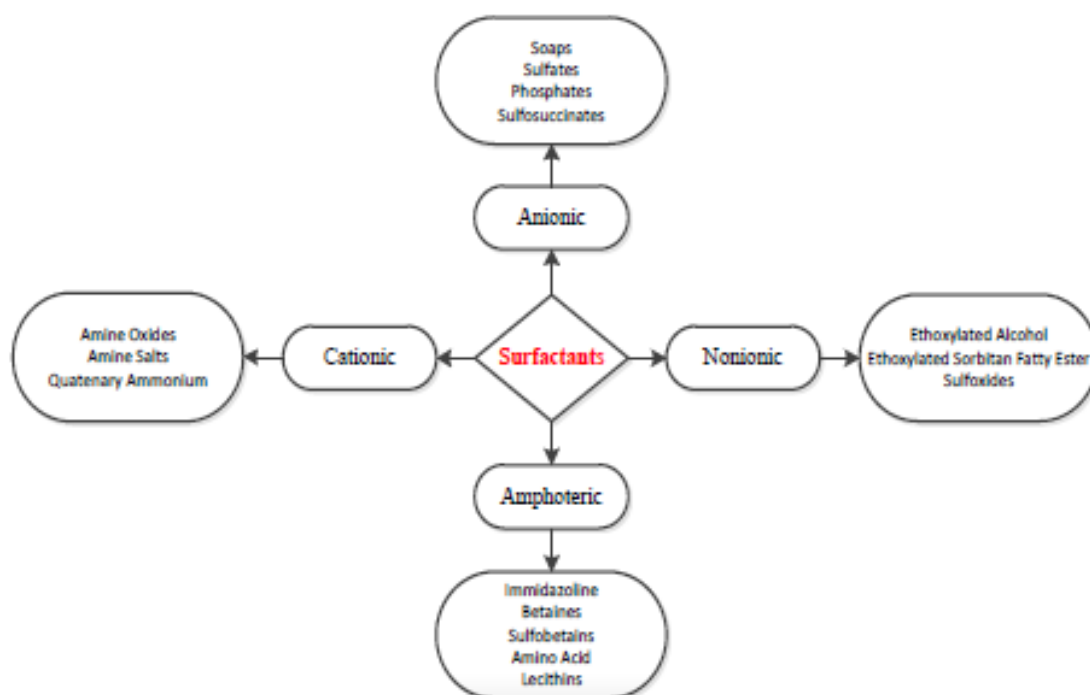 Soaps
Sulfates
Phosphates
Sulfosuccinates
Anionic
Amine Oxides
Amine Salts
Quatenary Ammonium
Cationic
Surfactants
Nonionic
Ethoxylated Alcohol
Ethoxylated Sorbitan Fatty Ester
Sulfoxides
Amphoteric
Immidazoline
Betaines
Sulfobetains
Amino Acid
Lecithins